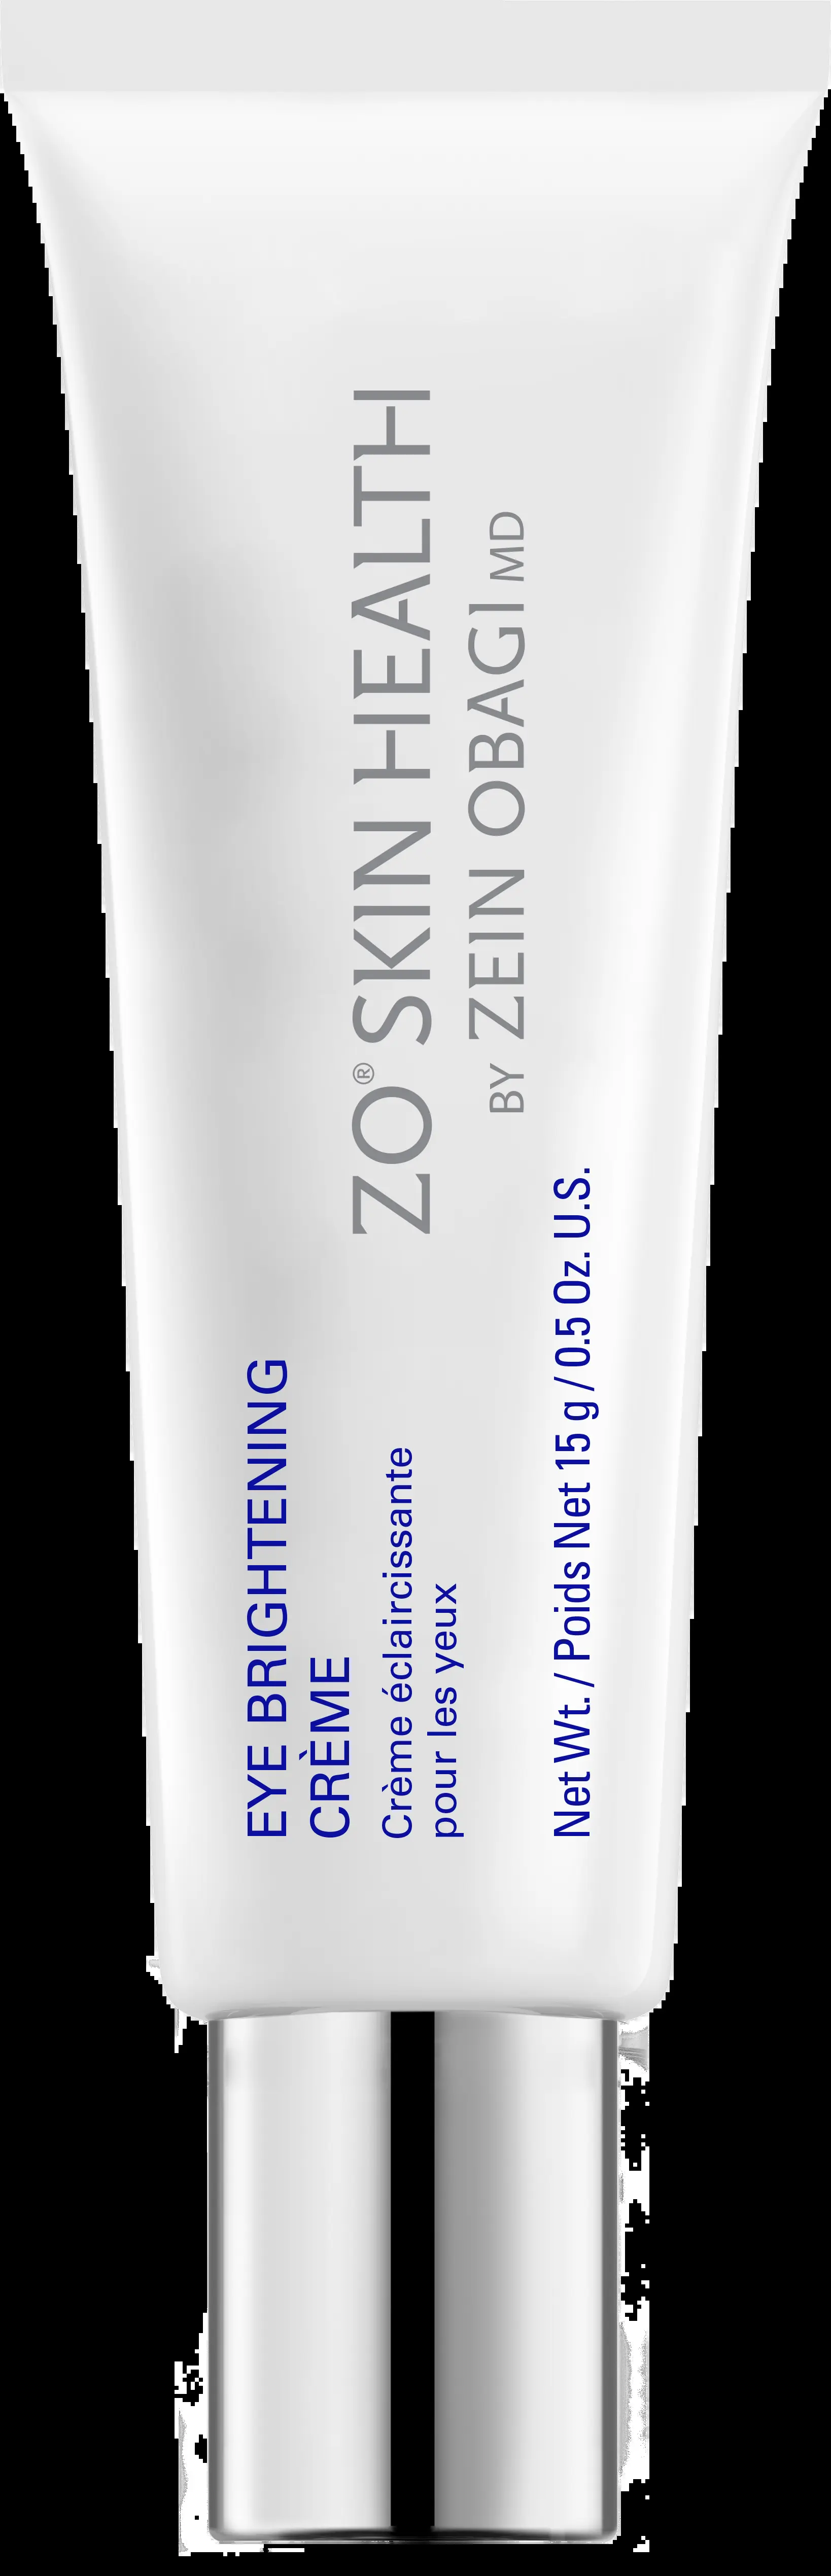 ZO® SKIN HEALTH
BY ZEIN OBAGI MD
EYE BRIGHTENING
CRÈME
Crème éclaircissante
pour les yeux
Net Wt. / Poids Net 15 g / 0.5 Oz. U.S.